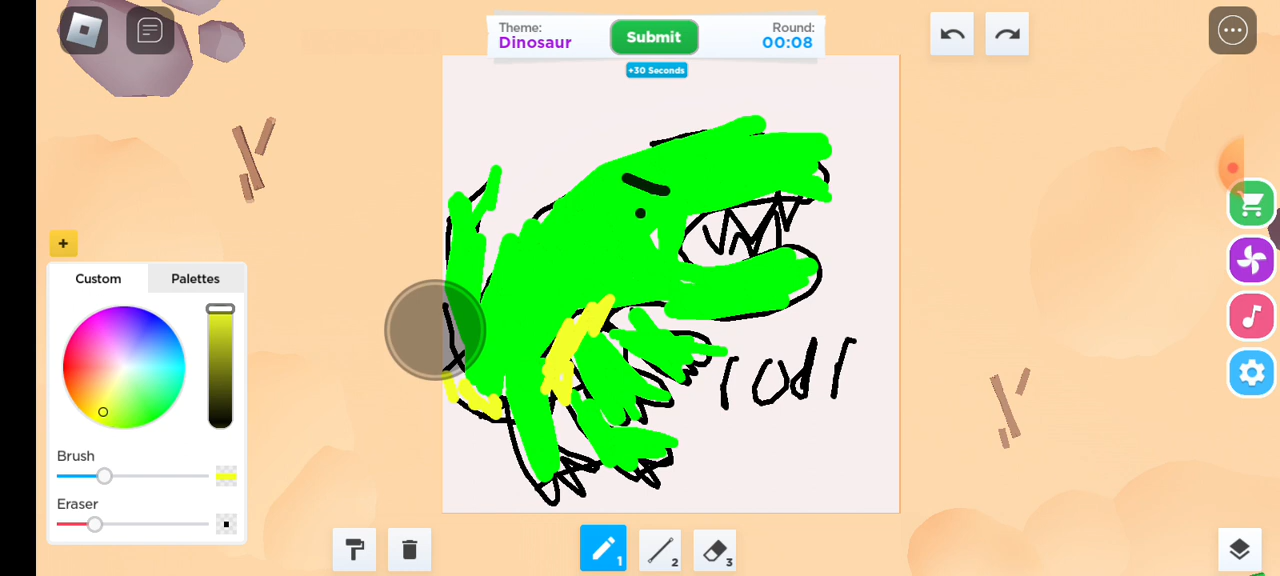 Theme:
Dinosaur
Submit
Round:
00:08
+30 Seconds
+
Custom
Palettes
Brush
Eraser
1
2
3